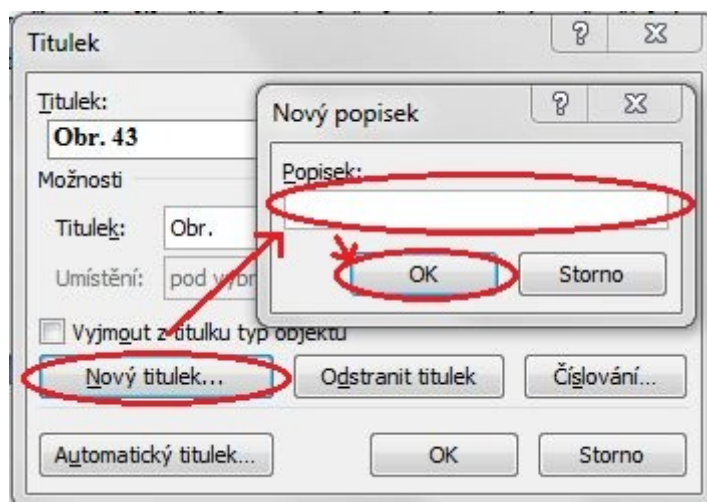 Titulek
Titulek:
Obr. 43
Možnosti
Titulek:
Obr.
Umístění:
pod výbr
Vyjmout z titulku typ objektu
Nový titulek...
Odstranit titulek
Číslování...
Automatický titulek...
OK
Storno
Nový popisek
Popisek:
OK
Storno